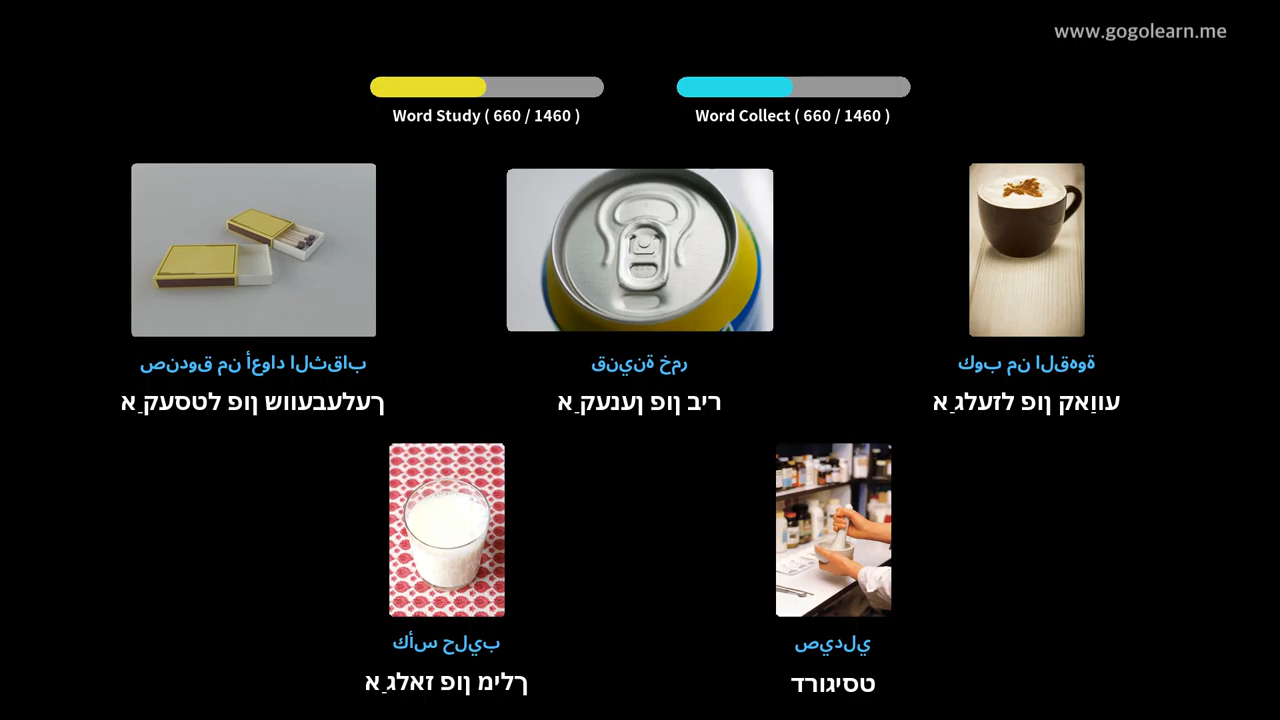 www.gogolearn.me
Word Study ( 660 / 1460 )
Word Collect ( 660 / 1460 )
صندوق من أعواد الثقاب
قنينة خمر
كوب من القهوة
אַ קעסטל פון שוועבעלעך
אַ קענען פון ביר
אַ גלעזל פון קאַווע
كأس حليب
صيدلي
אַ גלאז פון מילך
דרוגיסט